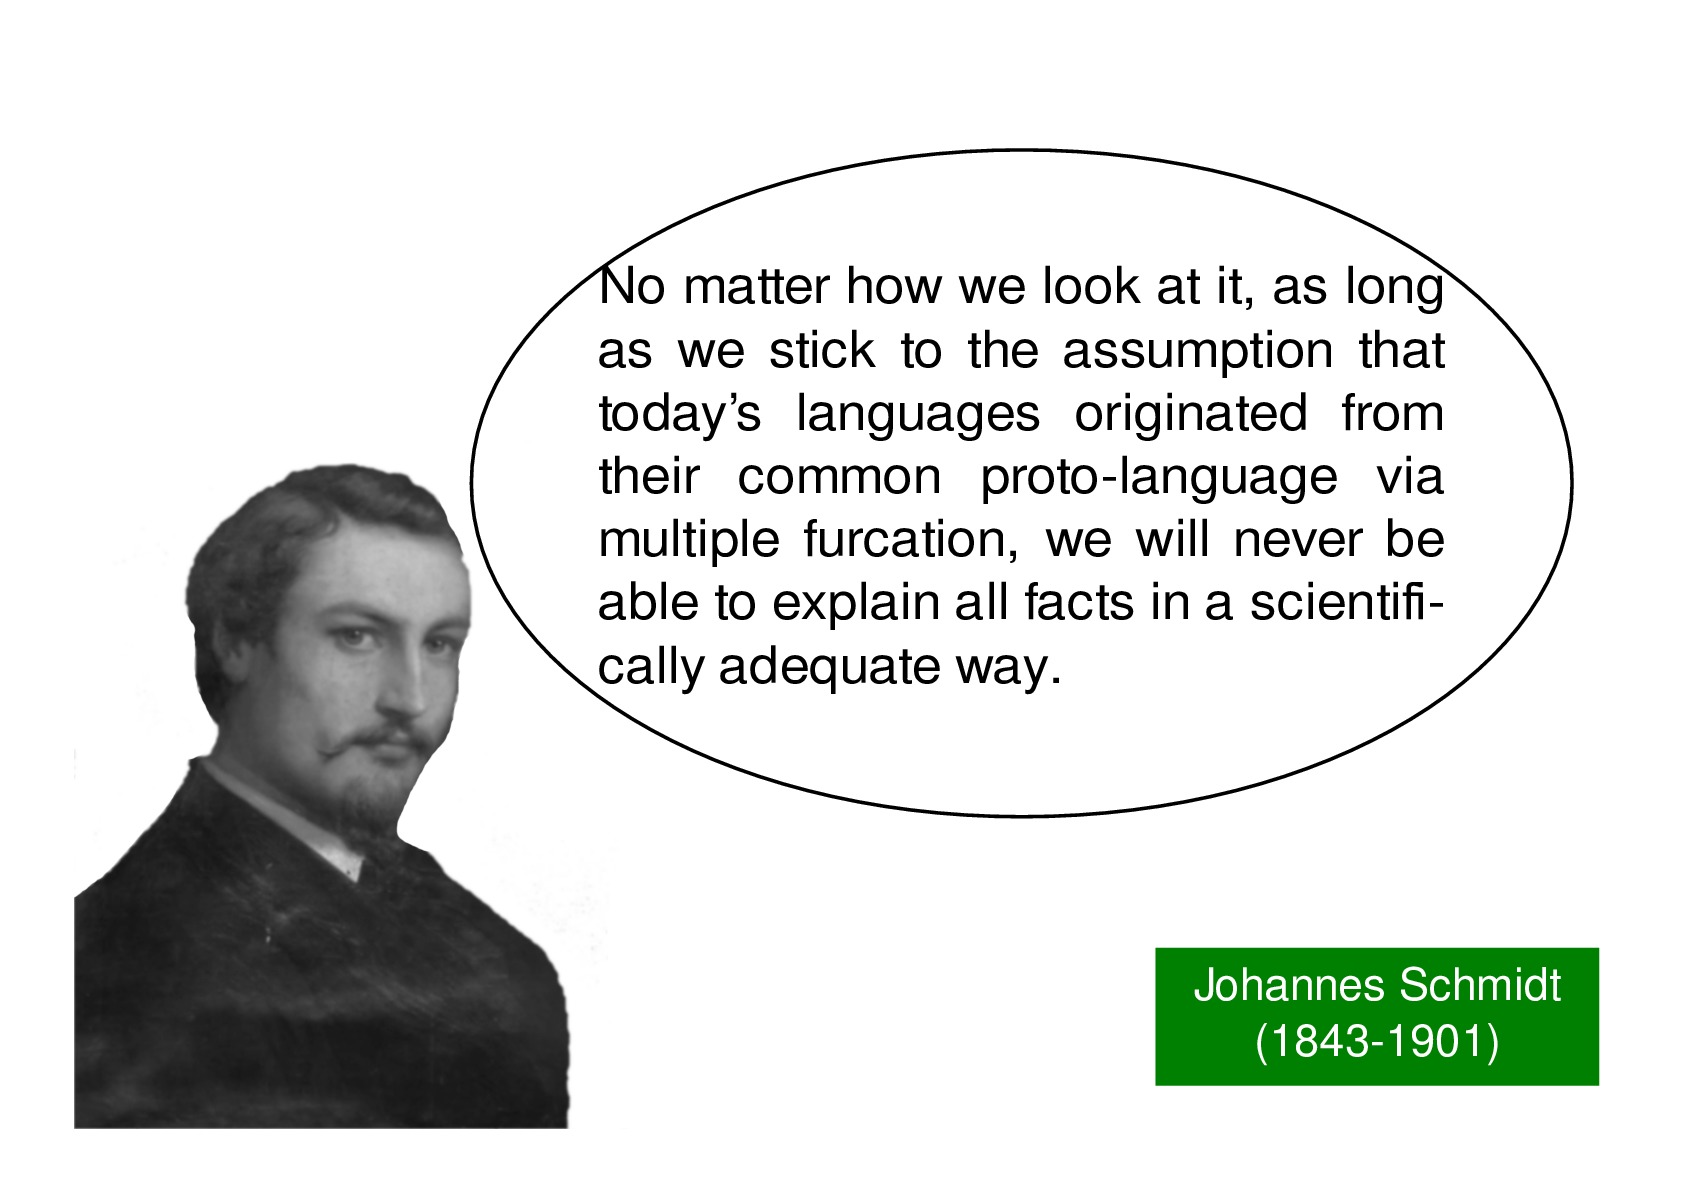 No matter how we look at it, as long
as we stick to the assumption that
today’s languages originated from
their common proto-language via
multiple furcation, we will never be
able to explain all facts in a scientifi-
cally adequate way.
Johannes Schmidt
(1843-1901)